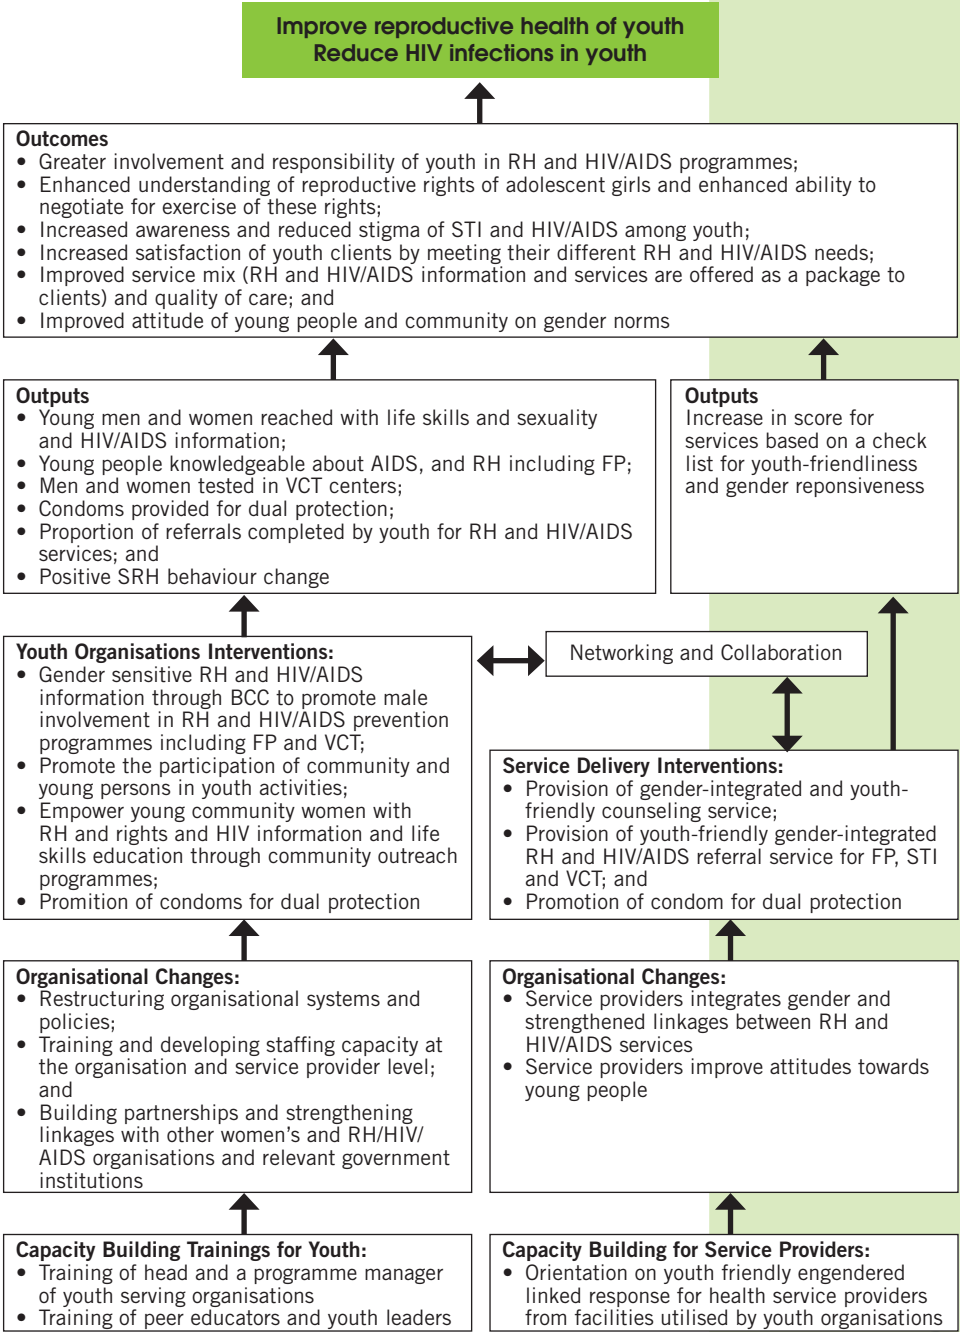 Improve reproductive health of youth
Reduce HIV infections in youth
Outcomes
• Greater involvement and responsibility of youth in RH and HIV/AIDS programmes;
• Enhanced understanding of reproductive rights of adolescent girls and enhanced ability to
negotiate for exercise of these rights;
• Increased awareness and reduced stigma of STI and HIV/AIDS among youth;
• Increased satisfaction of youth clients by meeting their different RH and HIV/AIDS needs;
• Improved service mix (RH and HIV/AIDS information and services are offered as a package to
clients) and quality of care; and
• Improved attitude of young people and community on gender norms
Outputs
• Young men and women reached with life skills and sexuality
and HIV/AIDS information;
• Young people knowledgeable about AIDS, and RH including FP;
• Men and women tested in VCT centers;
• Condoms provided for dual protection;
• Proportion of referrals completed by youth for RH and HIV/AIDS
services; and
• Positive SRH behaviour change
Outputs
Increase in score for
services based on a check
list for youth-friendliness
and gender reponsiveness
Youth Organisations Interventions:
• Gender sensitive RH and HIV/AIDS
information through BCC to promote male
involvement in RH and HIV/AIDS prevention
programmes including FP and VCT;
• Promote the participation of community and
young persons in youth activities;
• Empower young community women with
RH and rights and HIV information and life
skills education through community outreach
programmes;
• Promition of condoms for dual protection
Networking and Collaboration
Service Delivery Interventions:
• Provision of gender-integrated and youth-
friendly counseling service;
• Provision of youth-friendly gender-integrated
RH and HIV/AIDS referral service for FP, STI
and VCT; and
• Promotion of condom for dual protection
Organisational Changes:
• Restructuring organisational systems and
policies;
• Training and developing staffing capacity at
the organisation and service provider level;
and
• Building partnerships and strengthening
linkages with other women's and RH/HIV/
AIDS organisations and relevant government
institutions
Organisational Changes:
• Service providers integrates gender and
strengthened linkages between RH and
HIV/AIDS services
• Service providers improve attitudes towards
young people
Capacity Building Trainings for Youth:
• Training of head and a programme manager
of youth serving organisations
• Training of peer educators and youth leaders
Capacity Building for Service Providers:
• Orientation on youth friendly engendered
linked response for health service providers
from facilities utilised by youth organisations